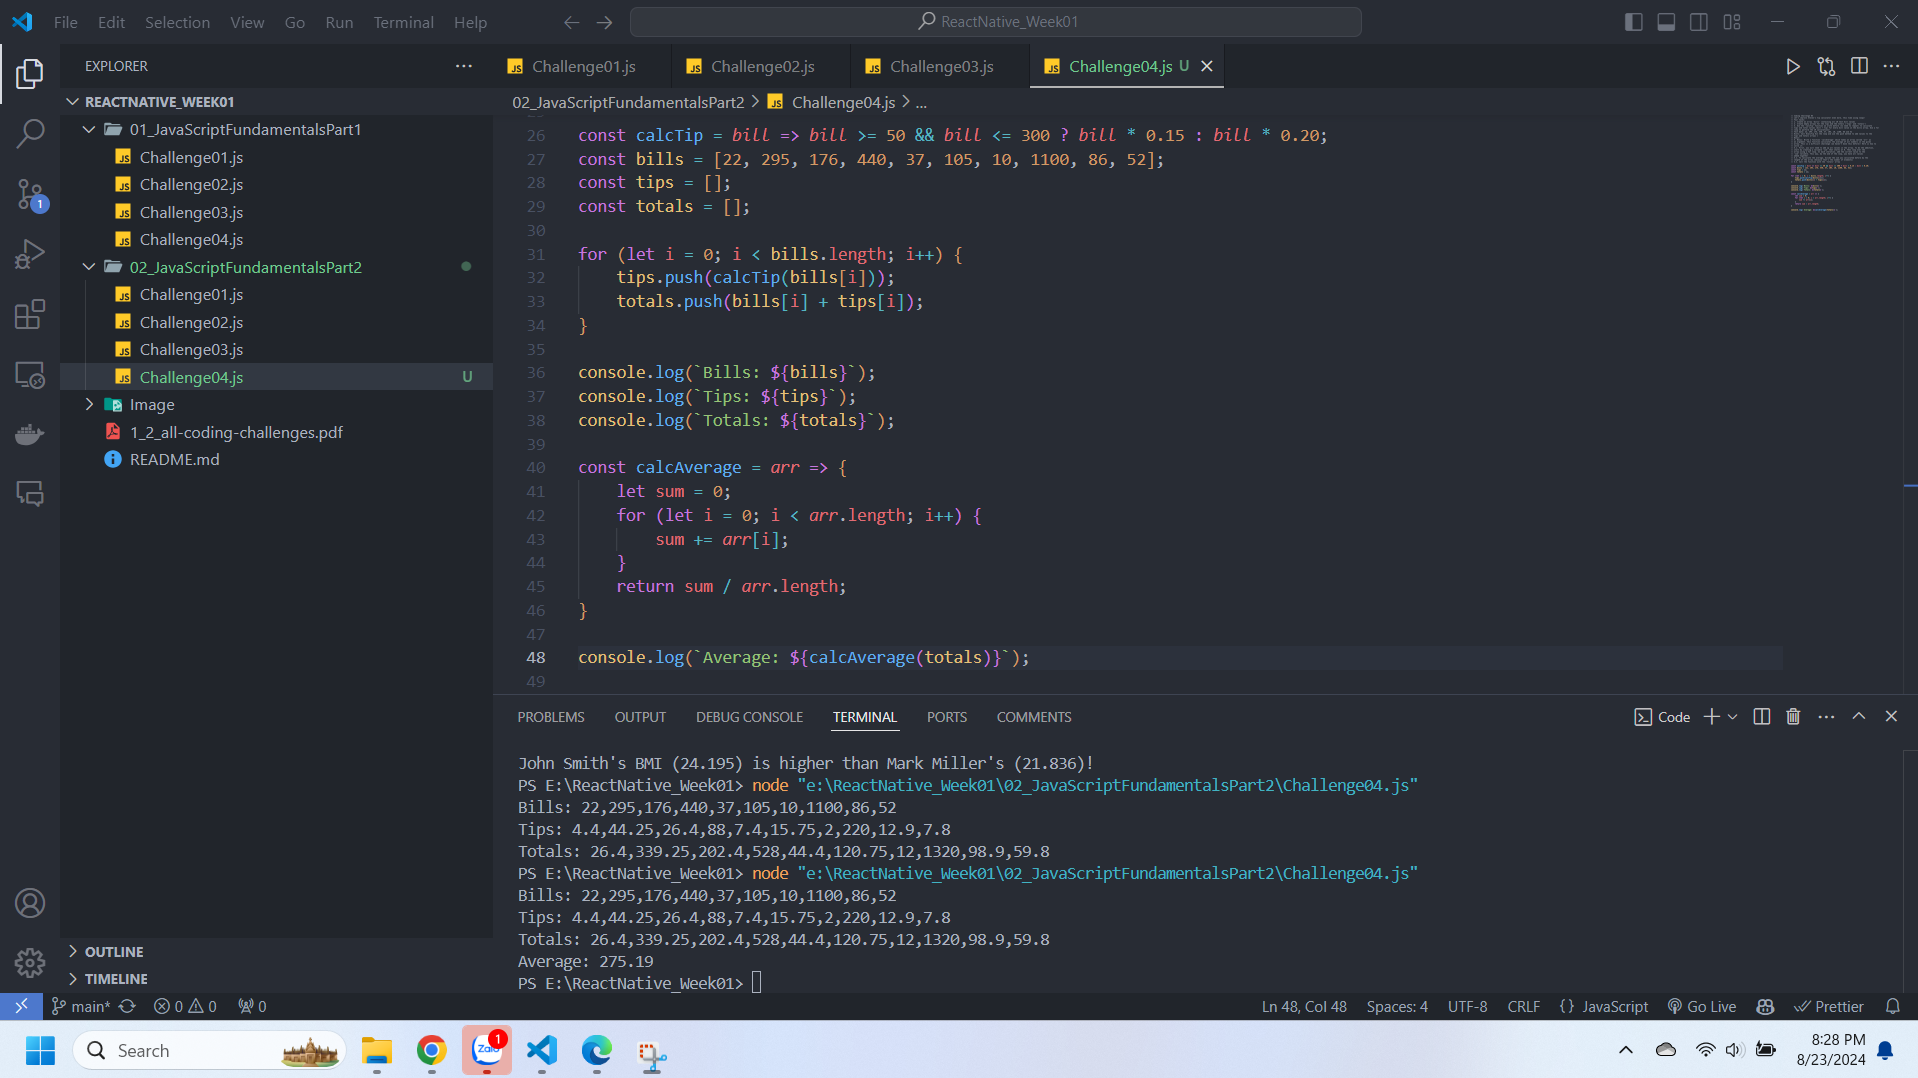 File Edit Selection View Go Run Terminal Help
ReactNative_Week01
EXPLORER
REACTNATIVE_WEEK01
01_JavaScriptFundamentalsPart1
JS Challenge01.js
JS Challenge02.js
JS Challenge03.js
JS Challenge04.js
02_JavaScriptFundamentalsPart2
JS Challenge01.js
JS Challenge02.js
JS Challenge03.js
JS Challenge04.js U
Image
1_2_all-coding-challenges.pdf
README.md
OUTLINE
TIMELINE
1
JS Challenge01.js JS Challenge02.js JS Challenge03.js JS Challenge04.js U
02_JavaScriptFundamentalsPart2 > JS Challenge04.js > ...
26 const calcTip = bill => bill >= 50 && bill <= 300 ? bill * 0.15 : bill * 0.20;
27 const bills = [22, 295, 176, 440, 37, 105, 10, 1100, 86, 52];
28 const tips = [];
29 const totals = [];
30
31 for (let i = 0; i < bills.length; i++) {
32 tips.push(calcTip(bills[i]));
33 totals.push(bills[i] + tips[i]);
34 }
35
36 console.log(`Bills: ${bills}`);
37 console.log(`Tips: ${tips}`);
38 console.log(`Totals: ${totals}`);
39
40 const calcAverage = arr => {
41 let sum = 0;
42 for (let i = 0; i < arr.length; i++) {
43 sum += arr[i];
44 }
45 return sum / arr.length;
46 }
47
48 console.log(`Average: ${calcAverage(totals)}`);
49
PROBLEMS OUTPUT DEBUG CONSOLE TERMINAL PORTS COMMENTS
Code
John Smith's BMI (24.195) is higher than Mark Miller's (21.836)!
PS E:\ReactNative_Week01> node "e:\ReactNative_Week01\02_JavaScriptFundamentalsPart2\Challenge04.js"
Bills: 22,295,176,440,37,105,10,1100,86,52
Tips: 4.4,44.25,26.4,88,7.4,15.75,2,220,12.9,7.8
Totals: 26.4,339.25,202.4,528,44.4,120.75,12,1320,98.9,59.8
PS E:\ReactNative_Week01> node "e:\ReactNative_Week01\02_JavaScriptFundamentalsPart2\Challenge04.js"
Bills: 22,295,176,440,37,105,10,1100,86,52
Tips: 4.4,44.25,26.4,88,7.4,15.75,2,220,12.9,7.8
Totals: 26.4,339.25,202.4,528,44.4,120.75,12,1320,98.9,59.8
Average: 275.19
PS E:\ReactNative_Week01>
main* 0 0 0 Ln 48, Col 48 Spaces: 4 UTF-8 CRLF {} JavaScript Go Live Prettier
Search
Zalo 1
8:28 PM
8/23/2024